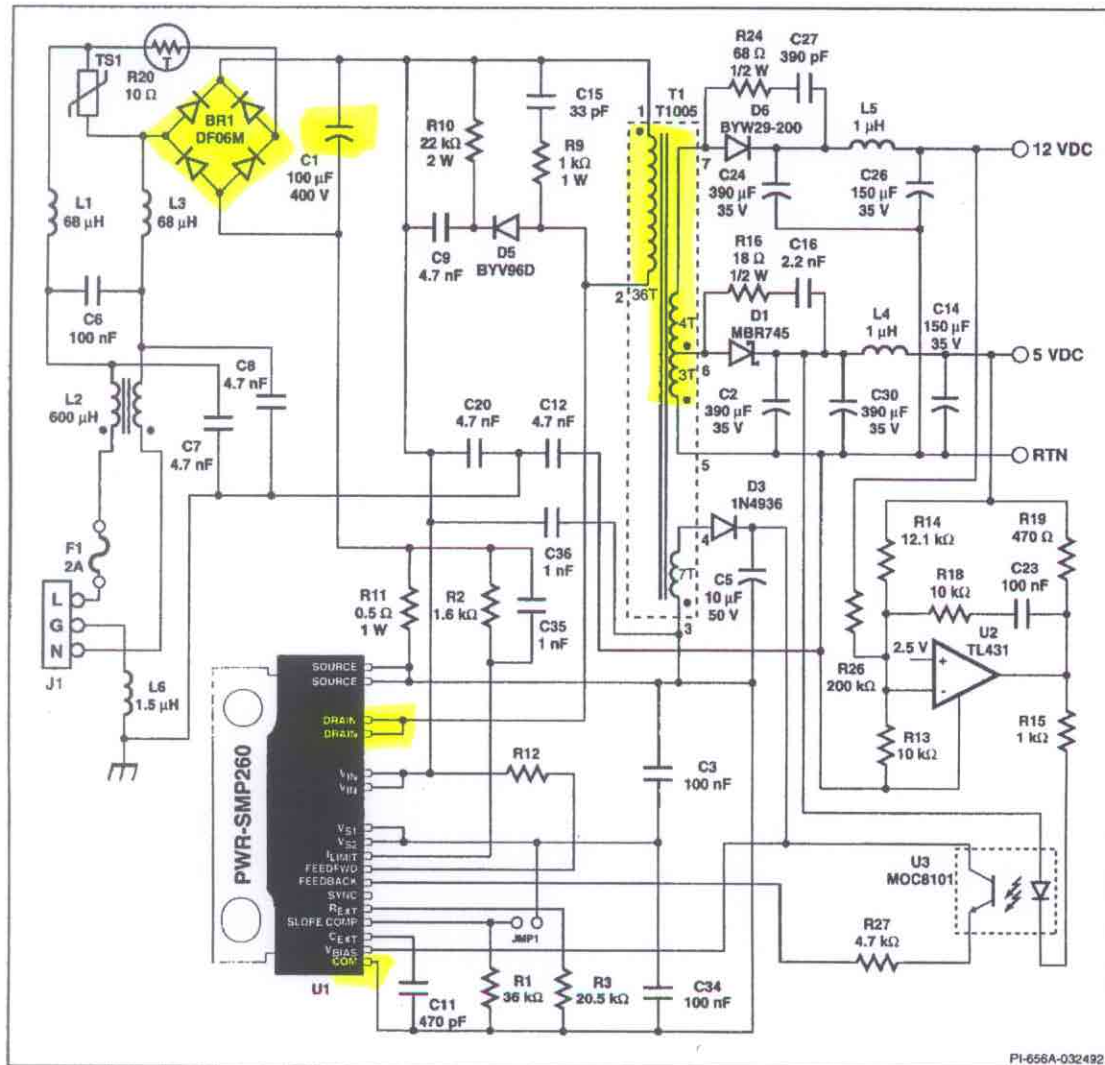 TS1
R20
10 Ω
T
BR1
DF06M
C1
100 µF
400 V
R10
22 kΩ
2 W
C15
33 pF
R9
1 kΩ
1 W
C9
4.7 nF
D5
BYV96D
T1
T1005
1
2
36T
7
4T
6
3T
5
4
7T
3
R24
68 Ω
1/2 W
C27
390 pF
D6
BYW29-200
L5
1 µH
C24
390 µF
35 V
C26
150 µF
35 V
12 VDC
R16
18 Ω
1/2 W
C16
2.2 nF
D1
MBR745
L4
1 µH
C14
150 µF
35 V
5 VDC
C2
390 µF
35 V
C30
390 µF
35 V
RTN
L1
68 µH
L3
68 µH
C6
100 nF
L2
600 µH
C8
4.7 nF
C7
4.7 nF
C20
4.7 nF
C12
4.7 nF
F1
2A
L
G
N
J1
L6
1.5 µH
C36
1 nF
R11
0.5 Ω
1 W
R2
1.6 kΩ
C35
1 nF
D3
1N4936
C5
10 µF
50 V
R14
12.1 kΩ
R19
470 Ω
R18
10 kΩ
C23
100 nF
U2
TL431
2.5 V
+
-
R26
200 kΩ
R13
10 kΩ
R15
1 kΩ
PWR-SMP260
SOURCE
SOURCE
DRAIN
DRAIN
VIN
VIN
VS1
VS2
ILIMIT
FEEDFWD
FEEDBACK
SYNC
REXT
SLOPE COMP
CEXT
VBIAS
COM
U1
R12
C3
100 nF
JMP1
C11
470 pF
R1
36 kΩ
R3
20.5 kΩ
C34
100 nF
U3
MOC8101
R27
4.7 kΩ
PI-656A-032492